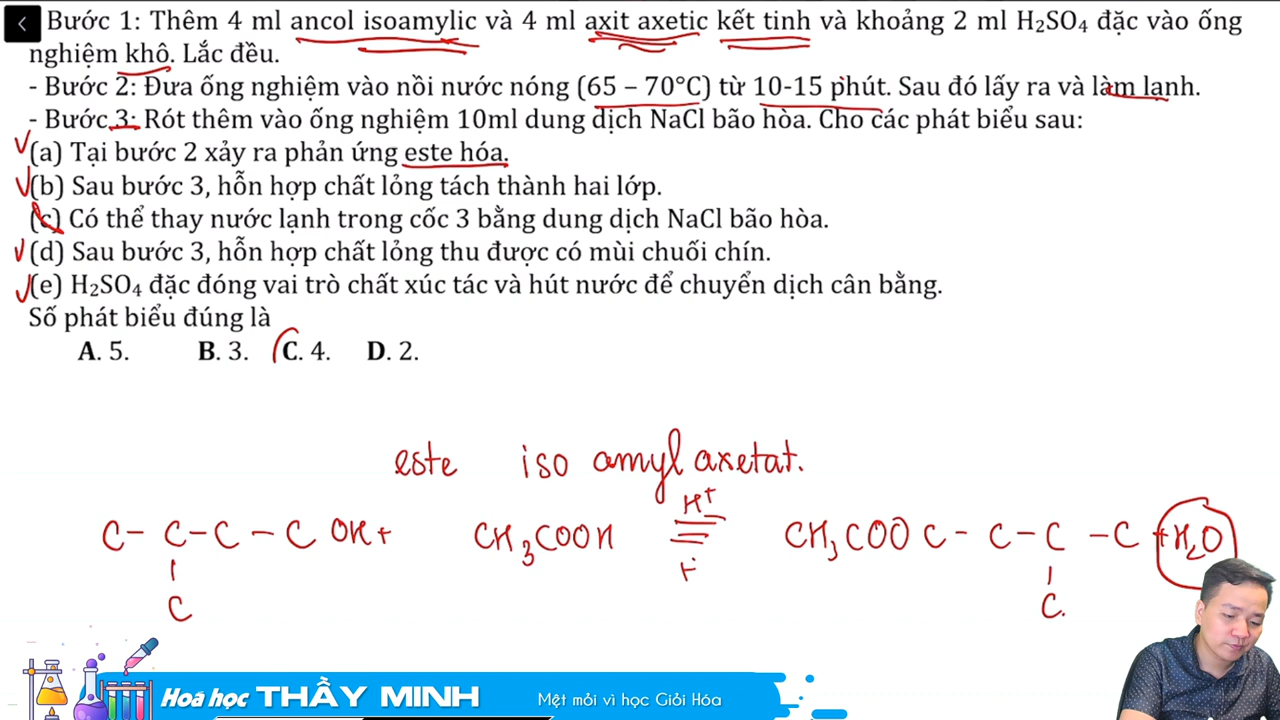 Bước 1: Thêm 4 ml ancol isoamylic và 4 ml axit axetic kết tinh và khoảng 2 ml H₂SO₄ đặc vào ống
nghiệm khô. Lắc đều.
- Bước 2: Đưa ống nghiệm vào nồi nước nóng (65 – 70°C) từ 10-15 phút. Sau đó lấy ra và làm lạnh.
- Bước 3: Rót thêm vào ống nghiệm 10ml dung dịch NaCl bão hòa. Cho các phát biểu sau:
(a) Tại bước 2 xảy ra phản ứng este hóa.
(b) Sau bước 3, hỗn hợp chất lỏng tách thành hai lớp.
(c) Có thể thay nước lạnh trong cốc 3 bằng dung dịch NaCl bão hòa.
(d) Sau bước 3, hỗn hợp chất lỏng thu được có mùi chuối chín.
(e) H₂SO₄ đặc đóng vai trò chất xúc tác và hút nước để chuyển dịch cân bằng.
Số phát biểu đúng là
A. 5. B. 3. C. 4. D. 2.
este iso amyl axetat.
H⁺
C - C - C - C OH + CH₃COOH CH₃COO C - C - C - C + H₂O
t°
C C.
Hoá học THẦY MINH Mệt mỏi vì học Giỏi Hóa